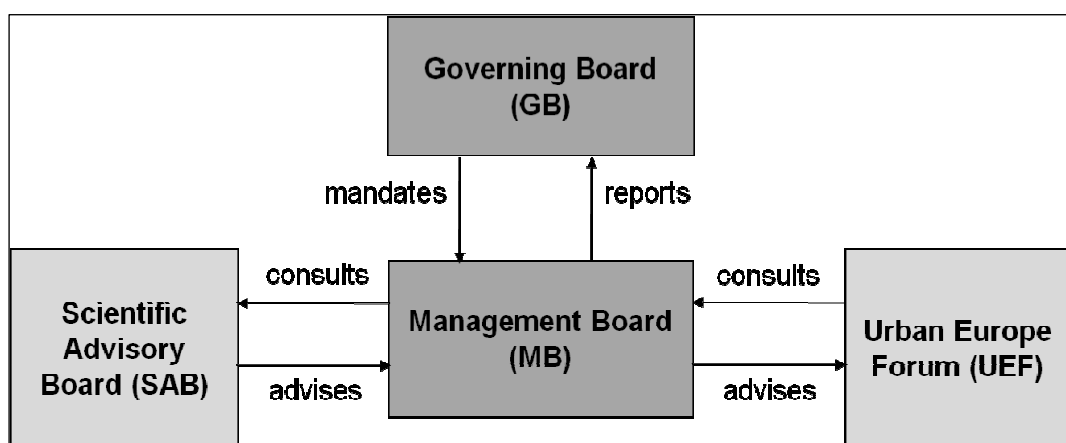 Governing Board
(GB)
mandates
reports
consults
consults
Scientific
Advisory
Board (SAB)
Management Board
(MB)
Urban Europe
Forum (UEF)
advises
advises